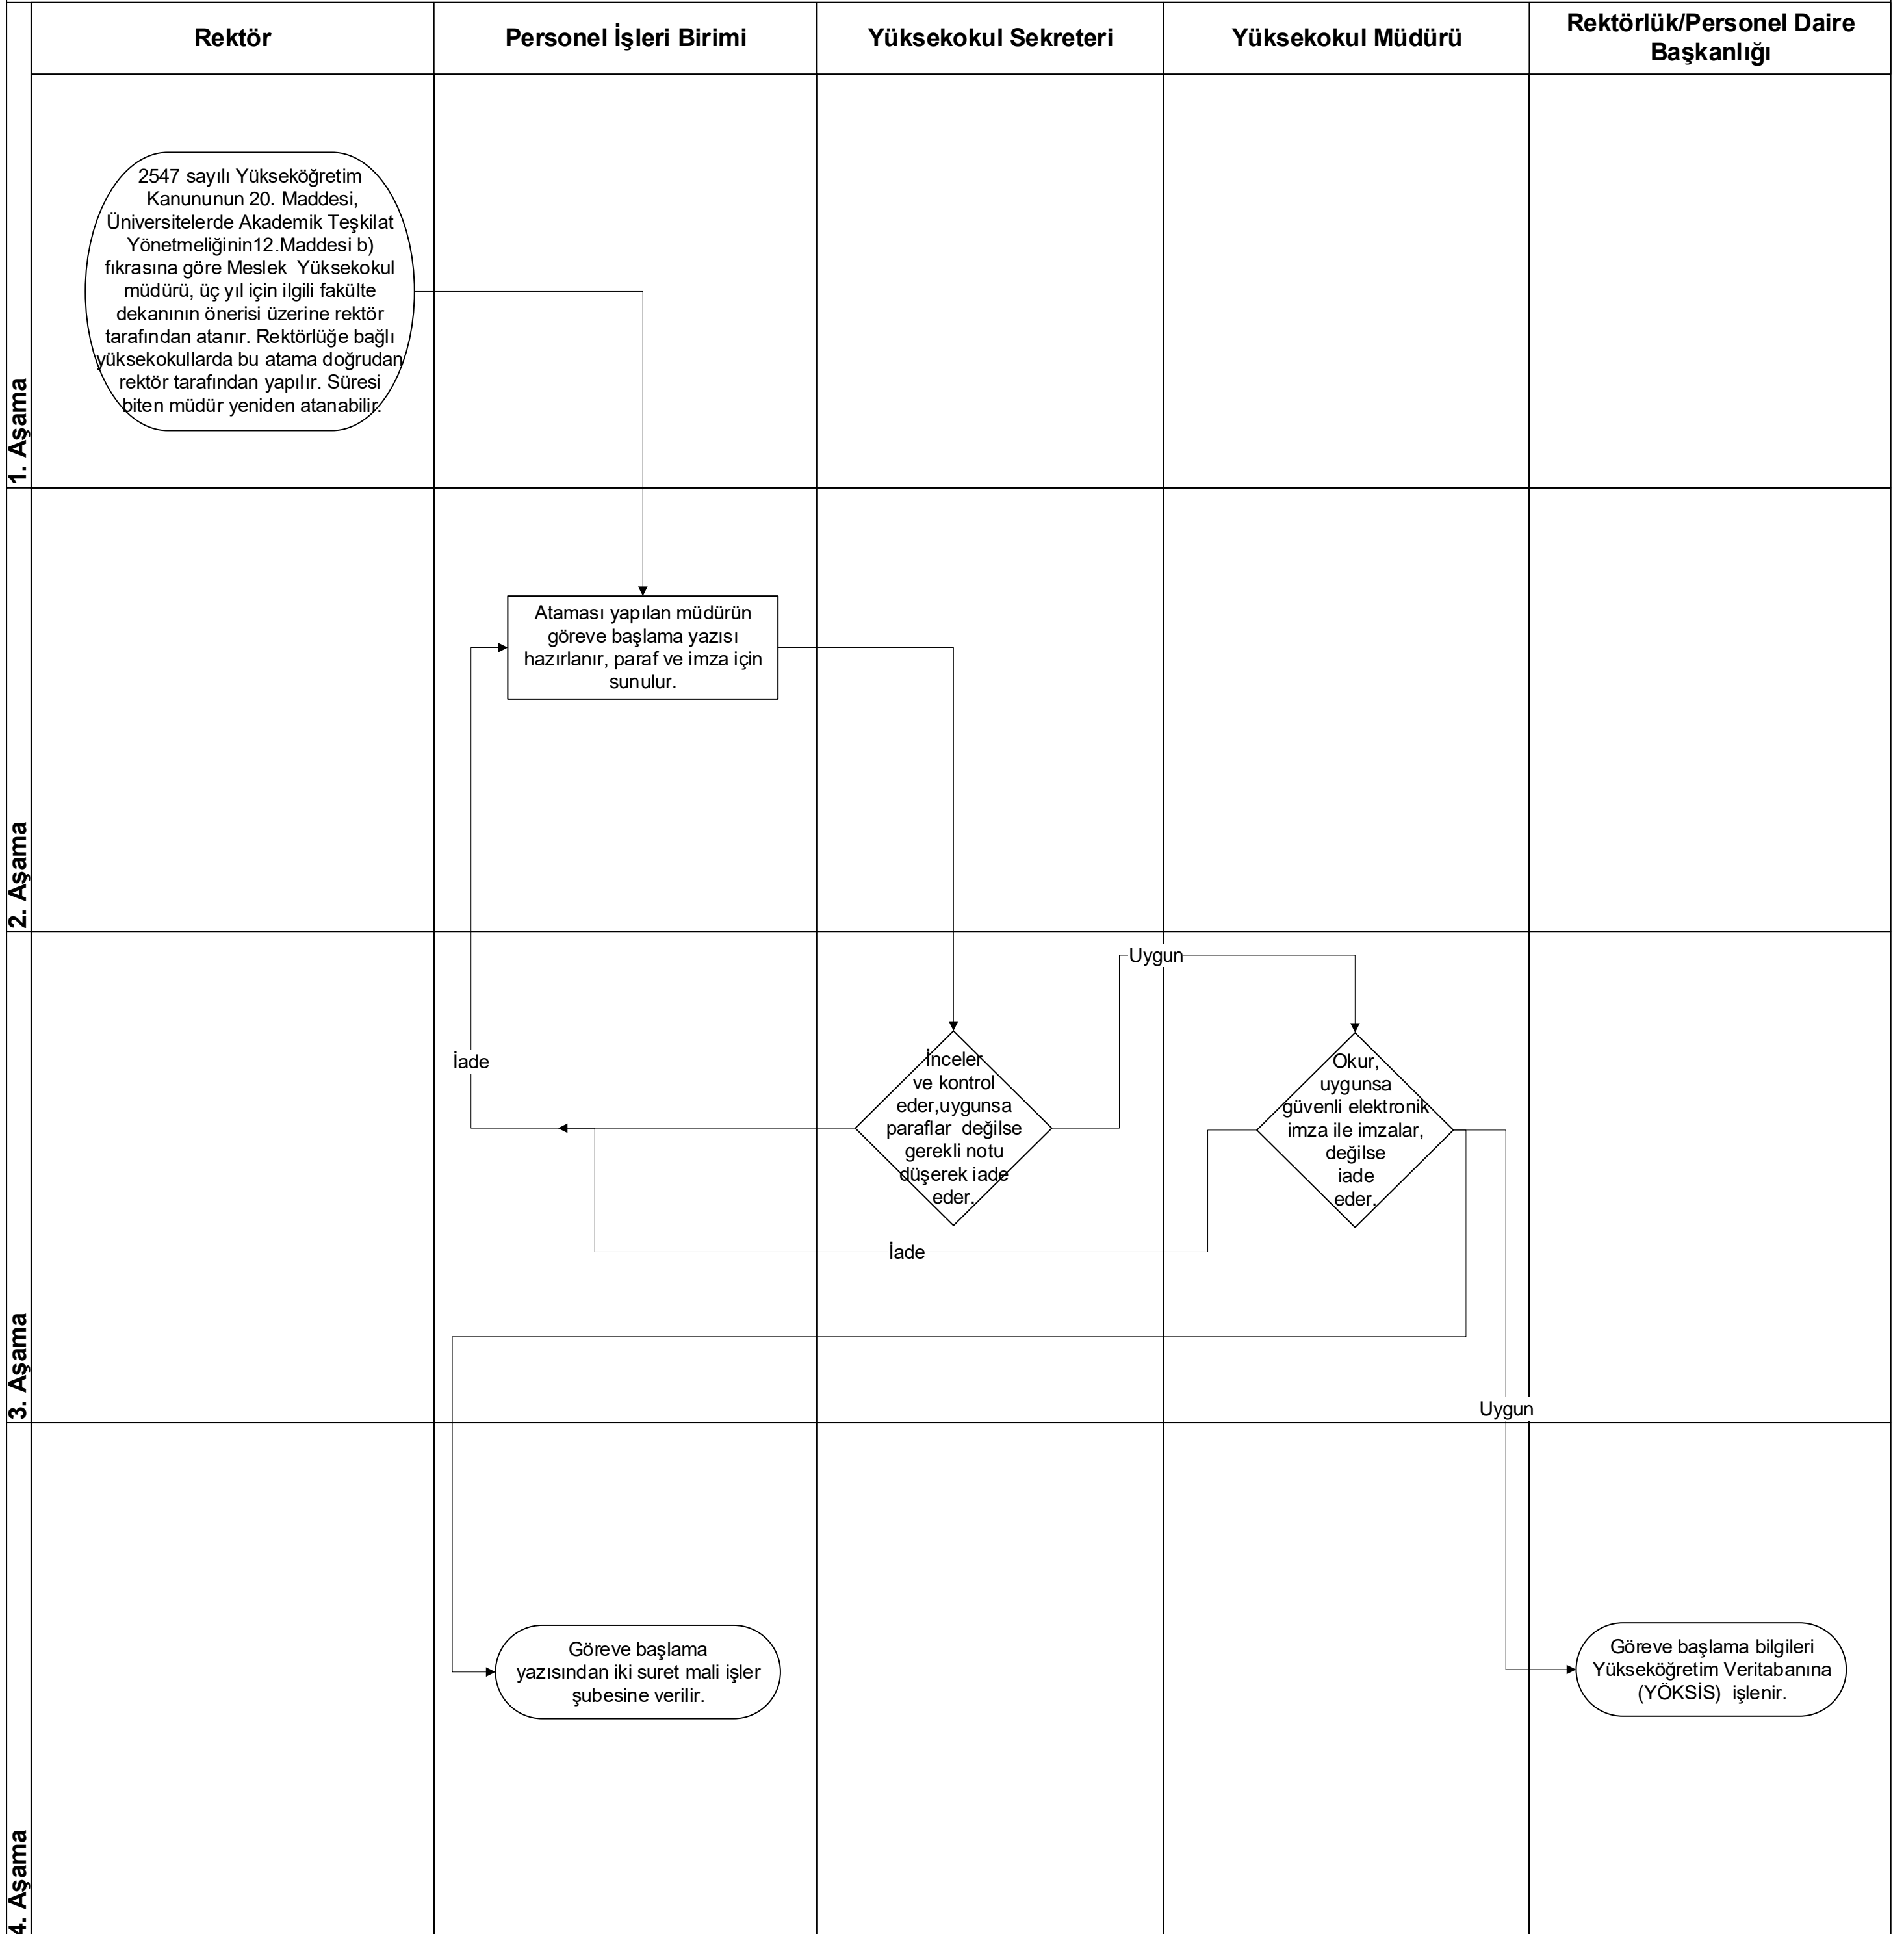 Rektör
Personel İşleri Birimi
Yüksekokul Sekreteri
Yüksekokul Müdürü
Rektörlük/Personel Daire
Başkanlığı
1. Aşama
2547 sayılı Yükseköğretim
Kanununun 20. Maddesi,
Üniversitelerde Akademik Teşkilat
Yönetmeliğinin12.Maddesi b)
fıkrasına göre Meslek  Yüksekokul
müdürü, üç yıl için ilgili fakülte
dekanının önerisi üzerine rektör
tarafından atanır. Rektörlüğe bağlı
yüksekokullarda bu atama doğrudan
rektör tarafından yapılır. Süresi
biten müdür yeniden atanabilir.
2. Aşama
Ataması yapılan müdürün
göreve başlama yazısı
hazırlanır, paraf ve imza için
sunulur.
3. Aşama
Uygun
İade
İnceler
ve kontrol
eder,uygunsa
paraflar  değilse
gerekli notu
düşerek iade
eder.
Okur,
uygunsa
güvenli elektronik
imza ile imzalar,
değilse
iade
eder.
İade
Uygun
4. Aşama
Göreve başlama
yazısından iki suret mali işler
şubesine verilir.
Göreve başlama bilgileri
Yükseköğretim Veritabanına
(YÖKSİS)  işlenir.